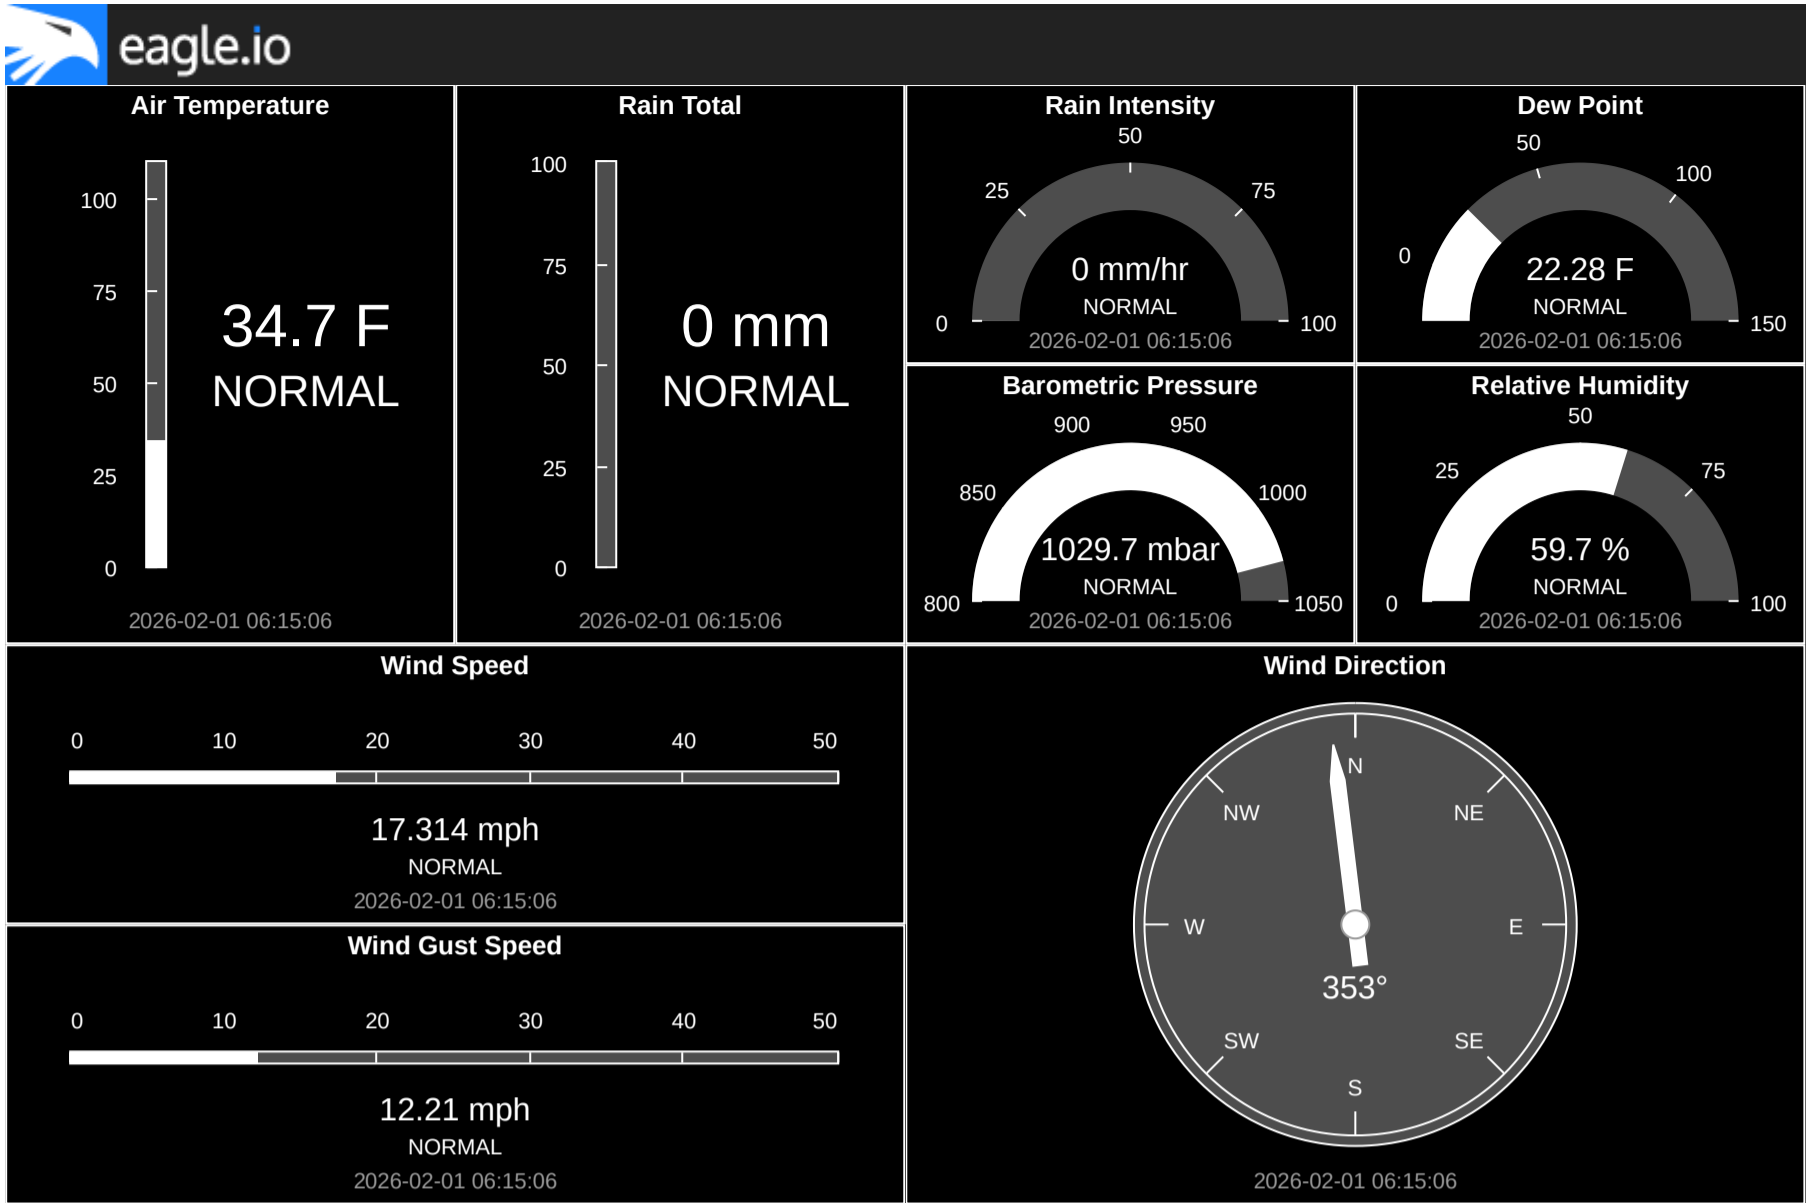 eagle.io
Air Temperature
100
75
50
25
0
34.7 F
NORMAL
2026-02-01 06:15:06
Rain Total
100
75
50
25
0
0 mm
NORMAL
2026-02-01 06:15:06
Rain Intensity
50
25
75
0
100
0 mm/hr
NORMAL
2026-02-01 06:15:06
Dew Point
50
100
0
150
22.28 F
NORMAL
2026-02-01 06:15:06
Barometric Pressure
900
950
850
1000
800
1050
1029.7 mbar
NORMAL
2026-02-01 06:15:06
Relative Humidity
50
25
75
0
100
59.7 %
NORMAL
2026-02-01 06:15:06
Wind Speed
0 10 20 30 40 50
17.314 mph
NORMAL
2026-02-01 06:15:06
Wind Gust Speed
0 10 20 30 40 50
12.21 mph
NORMAL
2026-02-01 06:15:06
Wind Direction
N
NW
NE
W
E
353°
SW
SE
S
2026-02-01 06:15:06